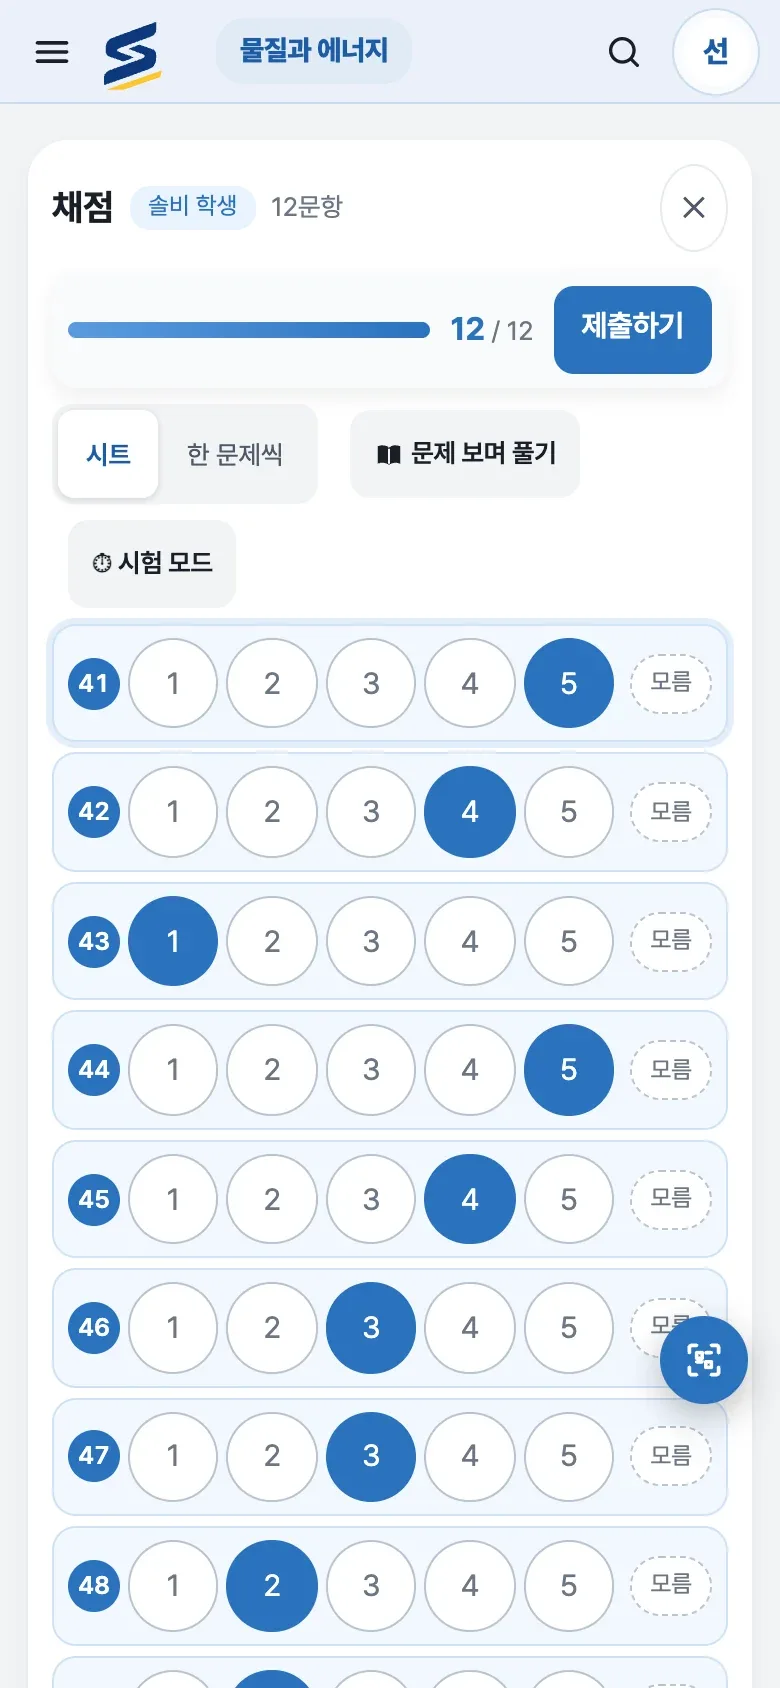 물질과 에너지
선
채점 솔비 학생 12문항
12 / 12 제출하기
시트 한 문제씩 문제 보며 풀기
시험 모드
41 1 2 3 4 5 모름
42 1 2 3 4 5 모름
43 1 2 3 4 5 모름
44 1 2 3 4 5 모름
45 1 2 3 4 5 모름
46 1 2 3 4 5 모름
47 1 2 3 4 5 모름
48 1 2 3 4 5 모름